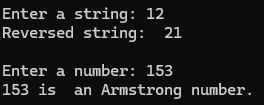 Enter a string: 12
Reversed string:  21
Enter a number: 153
153 is  an Armstrong number.